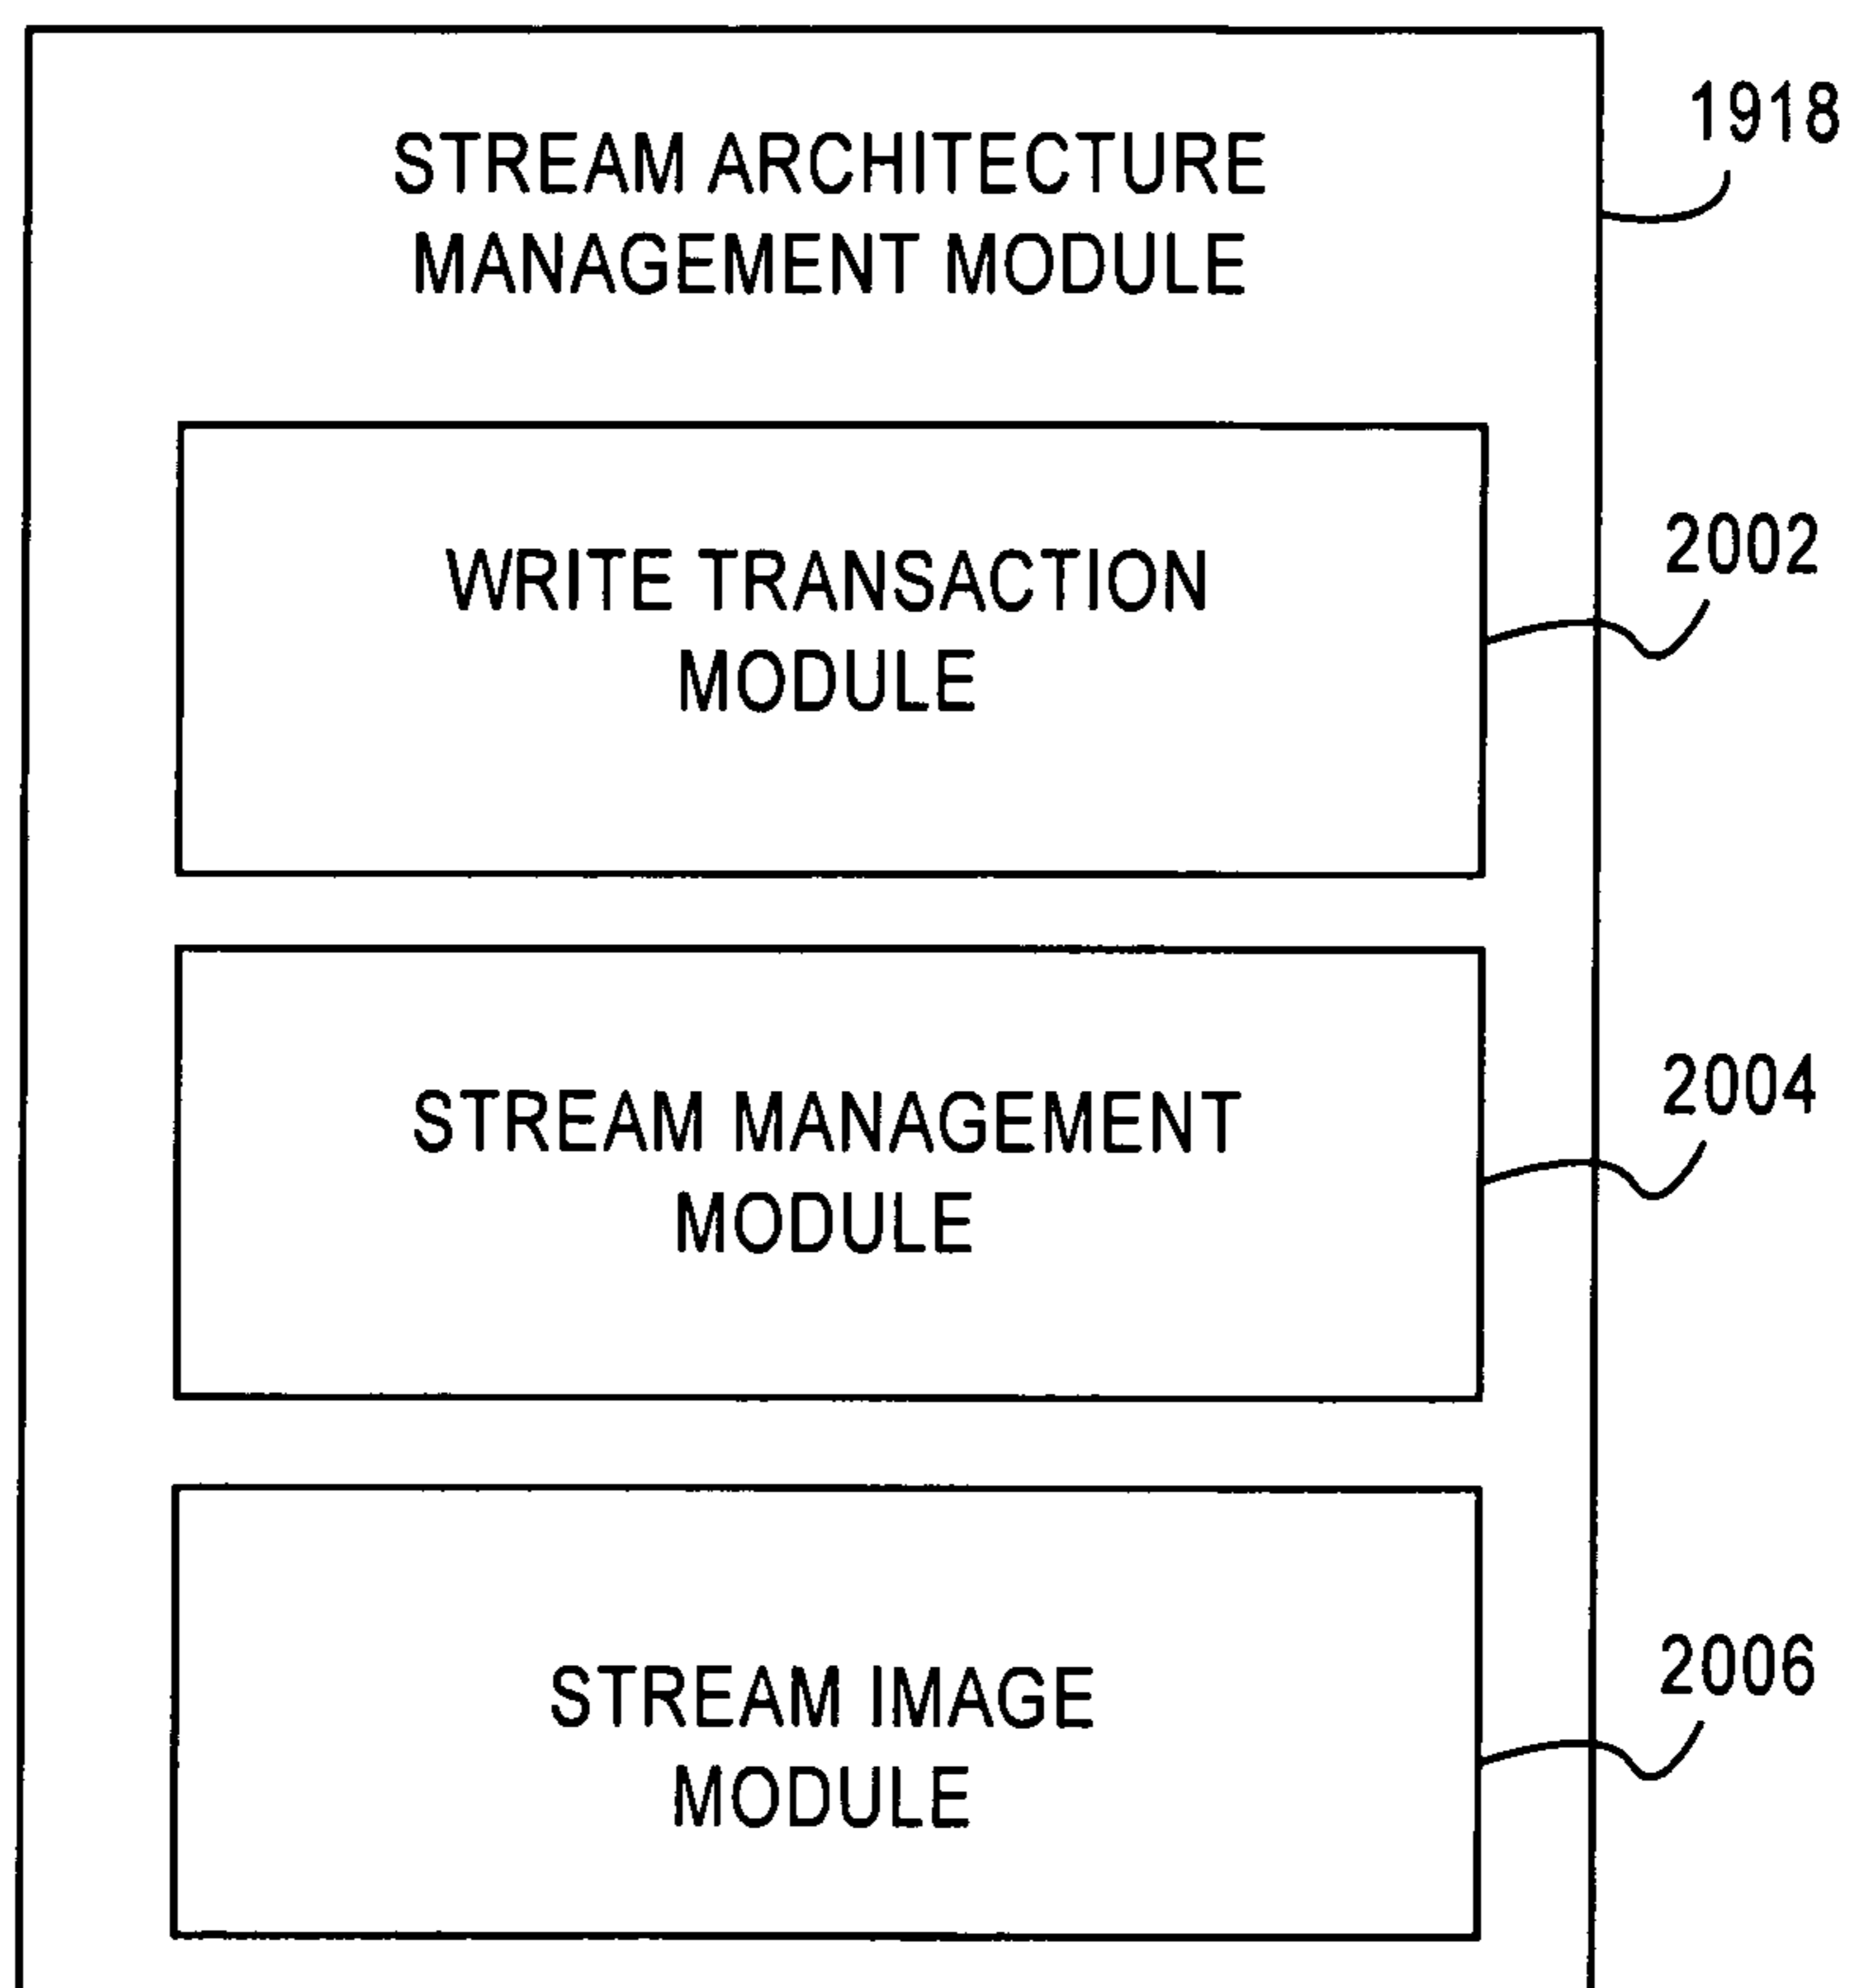 1918
STREAM ARCHITECTURE
MANAGEMENT MODULE
2002
WRITE TRANSACTION
MODULE
2004
STREAM MANAGEMENT
MODULE
2006
STREAM IMAGE
MODULE